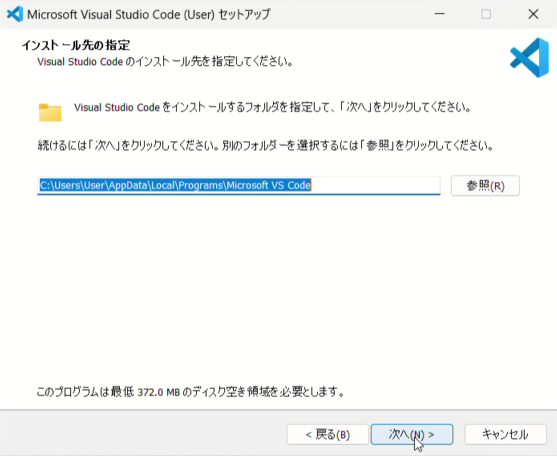 Microsoft Visual Studio Code (User) セットアップ
インストール先の指定
Visual Studio Code のインストール先を指定してください。
Visual Studio Code をインストールするフォルダを指定して、「次へ」をクリックしてください。
続けるには「次へ」をクリックしてください。別のフォルダーを選択するには「参照」をクリックしてください。
C:\Users\User\AppData\Local\Programs\Microsoft VS Code
参照(R)
このプログラムは最低 372.0 MB のディスク空き領域を必要とします。
< 戻る(B)
次へ(N) >
キャンセル